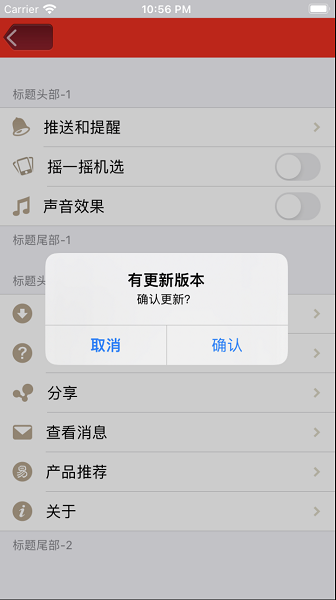 Carrier 10:56 PM
标题头部-1
推送和提醒
摇一摇机选
声音效果
标题尾部-1
标题头
有更新版本
确认更新?
取消 确认
?
分享
查看消息
易 产品推荐
i 关于
标题尾部-2